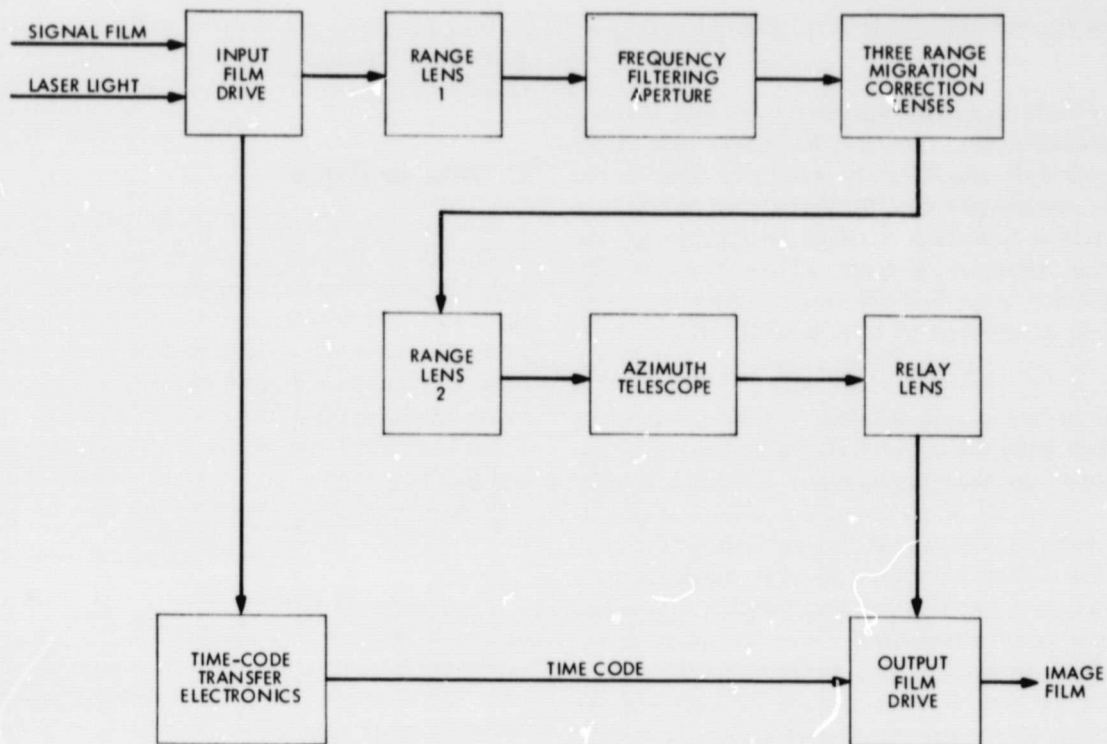 SIGNAL FILM
LASER LIGHT
INPUT
FILM
DRIVE
RANGE
LENS
1
FREQUENCY
FILTERING
APERTURE
THREE RANGE
MIGRATION
CORRECTION
LENSES
RANGE
LENS
2
AZIMUTH
TELESCOPE
RELAY
LENS
TIME-CODE
TRANSFER
ELECTRONICS
TIME CODE
OUTPUT
FILM
DRIVE
IMAGE
FILM